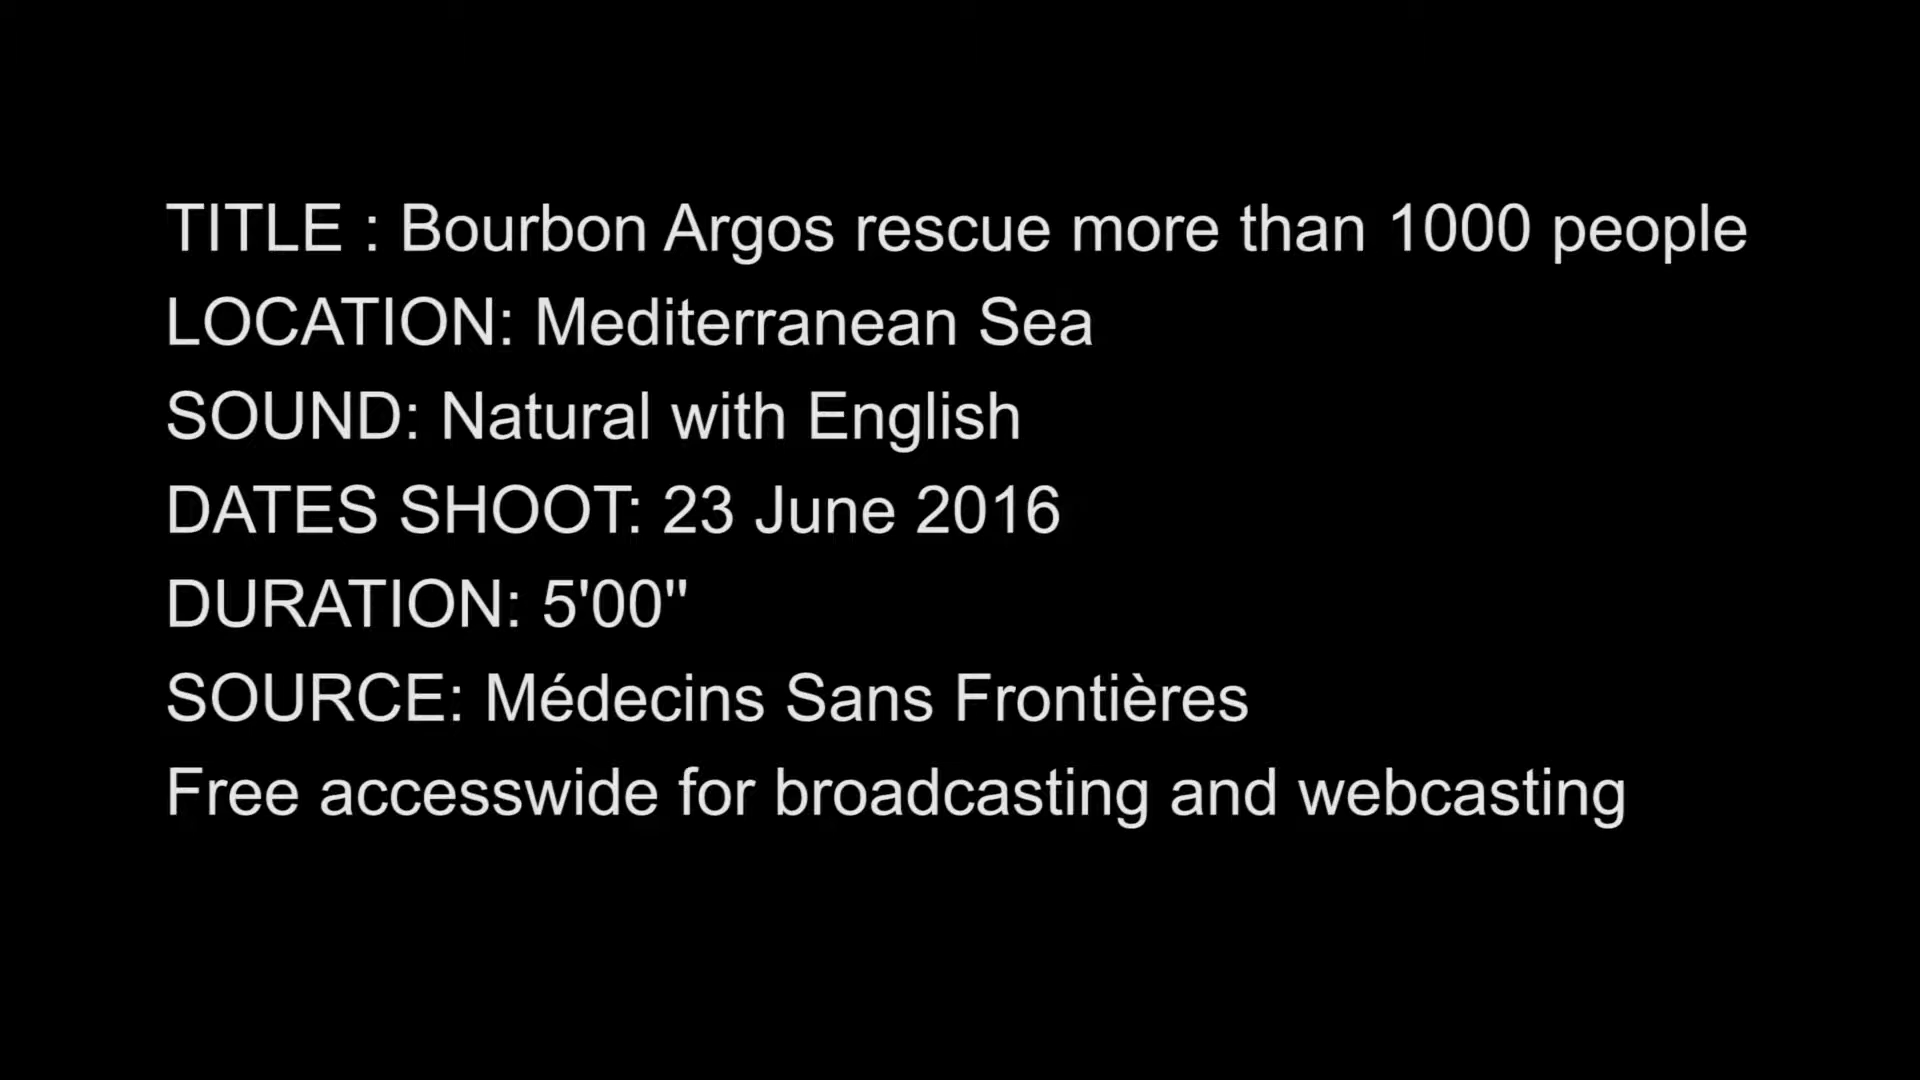 TITLE : Bourbon Argos rescue more than 1000 people
LOCATION: Mediterranean Sea
SOUND: Natural with English
DATES SHOOT: 23 June 2016
DURATION: 5'00"
SOURCE: Médecins Sans Frontières
Free accesswide for broadcasting and webcasting